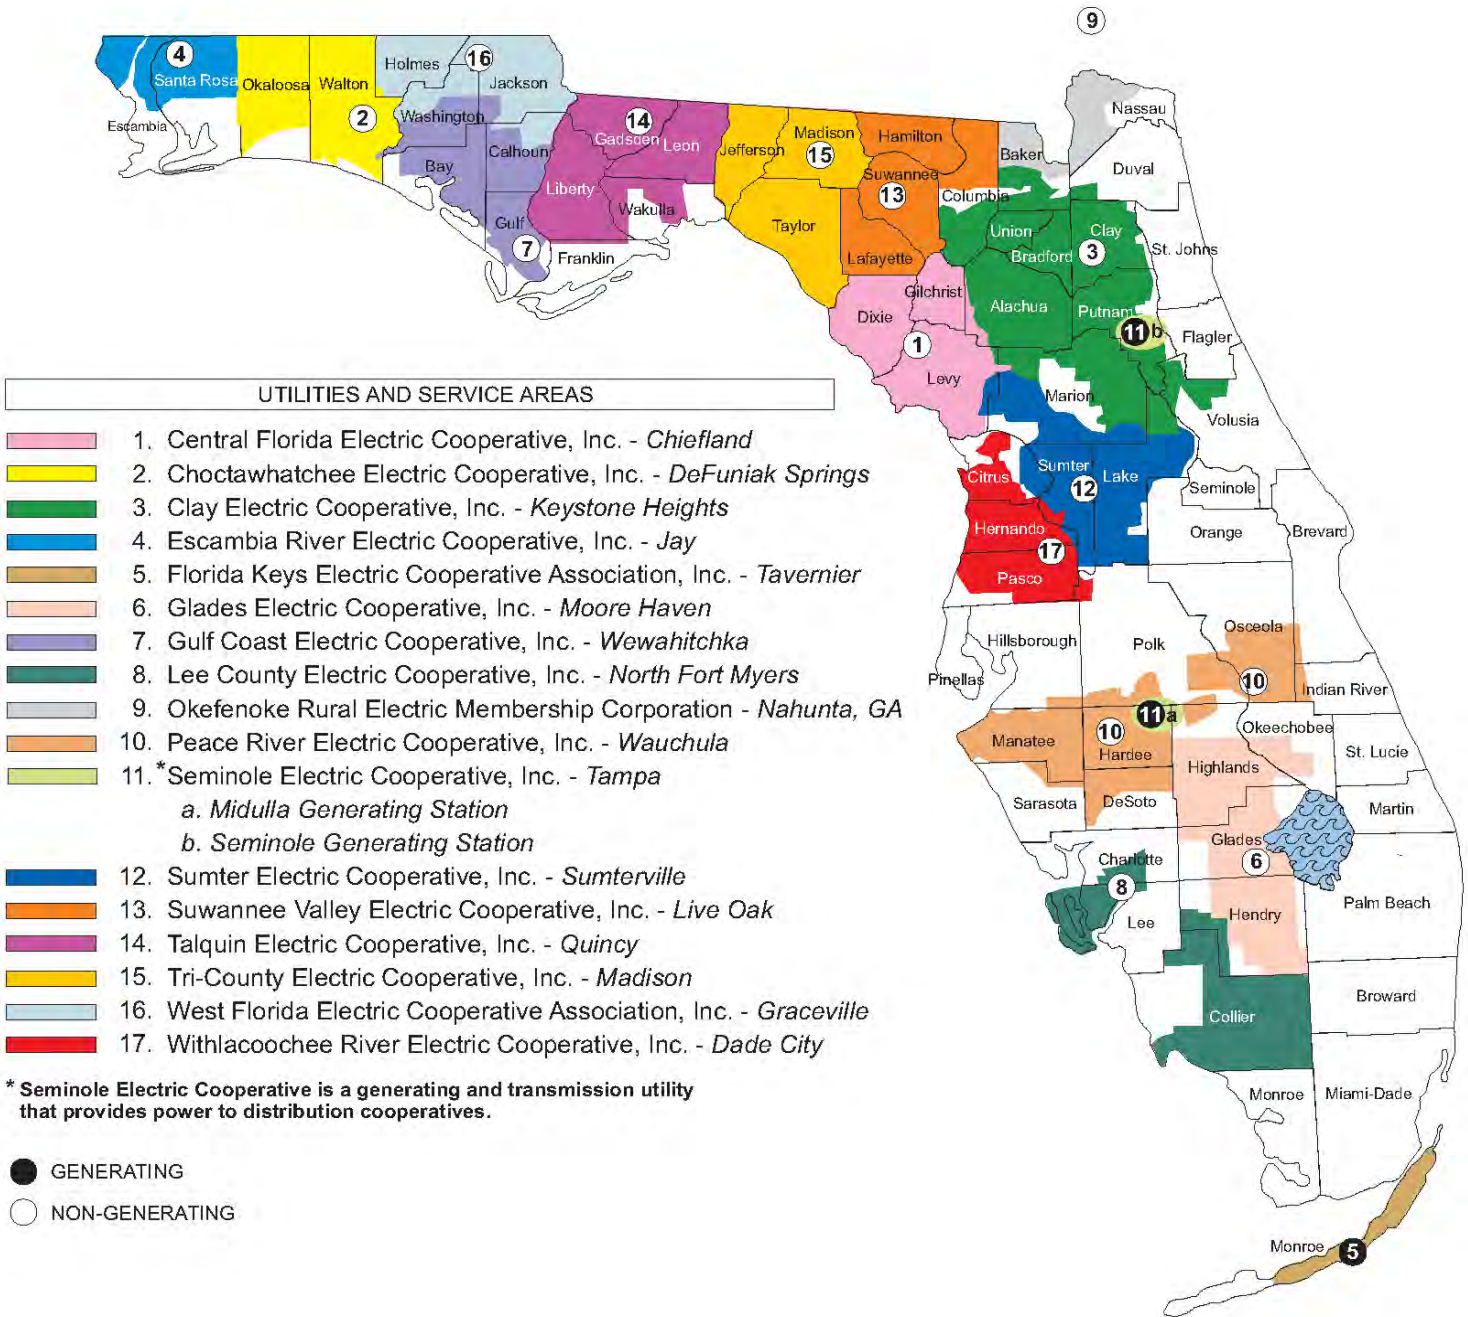 9
4
16
Holmes
Santa Rosa
Okaloosa
Walton
Jackson
Escambia
2
Washington
14
Gadsden
Leon
Madison
Jefferson
15
Hamilton
Nassau
Baker
Duval
Bay
Calhoun
Liberty
Suwannee
13
Columbia
Wakulla
Gulf
7
Franklin
Taylor
Lafayette
Union
Clay
Bradford
3
St. Johns
Gilchrist
Dixie
Alachua
Putnam
11 b
Flagler
1
Levy
Marion
Volusia
Citrus
Sumter
Lake
12
Seminole
Hernando
17
Orange
Brevard
Pasco
Hillsborough
Polk
Osceola
Pinellas
10
Indian River
Manatee
10
11 a
Hardee
Okeechobee
St. Lucie
Highlands
Sarasota
DeSoto
Martin
Glades
6
Charlotte
8
Lee
Hendry
Palm Beach
Collier
Broward
Monroe
Miami-Dade
Monroe
5
UTILITIES AND SERVICE AREAS
1. Central Florida Electric Cooperative, Inc. - Chiefland
2. Choctawhatchee Electric Cooperative, Inc. - DeFuniak Springs
3. Clay Electric Cooperative, Inc. - Keystone Heights
4. Escambia River Electric Cooperative, Inc. - Jay
5. Florida Keys Electric Cooperative Association, Inc. - Tavernier
6. Glades Electric Cooperative, Inc. - Moore Haven
7. Gulf Coast Electric Cooperative, Inc. - Wewahitchka
8. Lee County Electric Cooperative, Inc. - North Fort Myers
9. Okefenoke Rural Electric Membership Corporation - Nahunta, GA
10. Peace River Electric Cooperative, Inc. - Wauchula
11. *Seminole Electric Cooperative, Inc. - Tampa
a. Midulla Generating Station
b. Seminole Generating Station
12. Sumter Electric Cooperative, Inc. - Sumterville
13. Suwannee Valley Electric Cooperative, Inc. - Live Oak
14. Talquin Electric Cooperative, Inc. - Quincy
15. Tri-County Electric Cooperative, Inc. - Madison
16. West Florida Electric Cooperative Association, Inc. - Graceville
17. Withlacoochee River Electric Cooperative, Inc. - Dade City
* Seminole Electric Cooperative is a generating and transmission utility
that provides power to distribution cooperatives.
GENERATING
NON-GENERATING